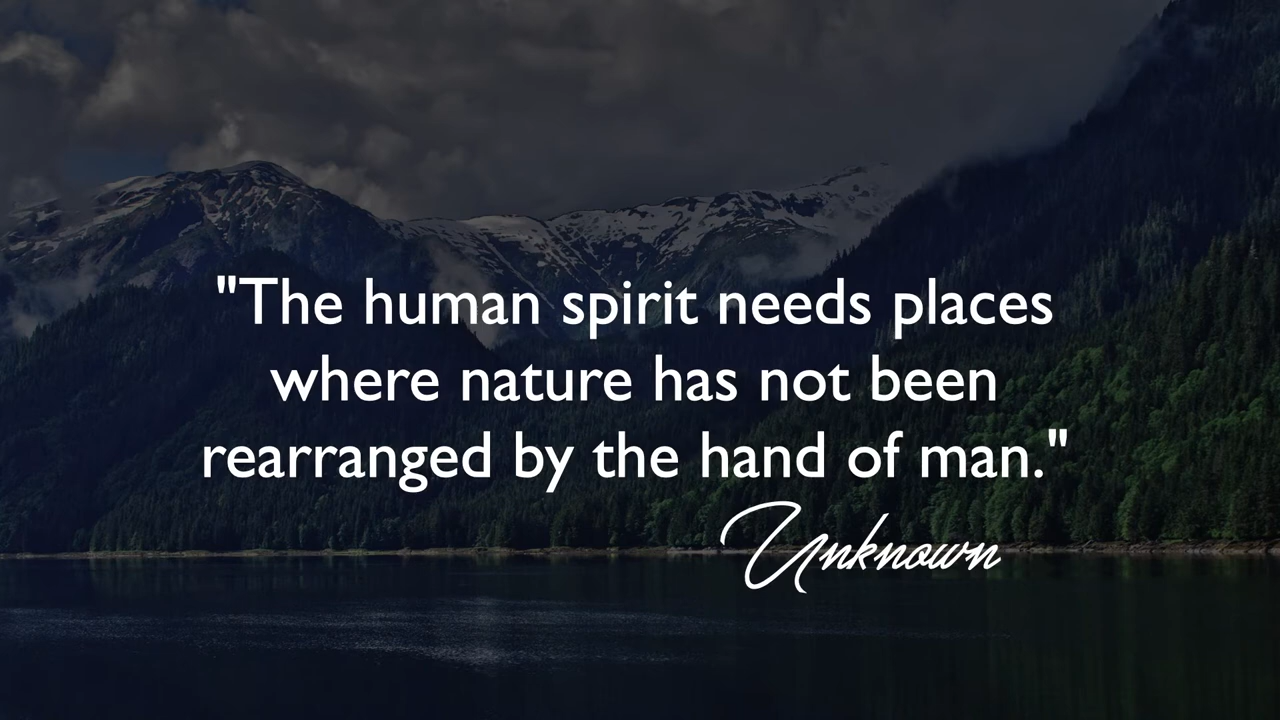 "The human spirit needs places
where nature has not been
rearranged by the hand of man."
Unknown